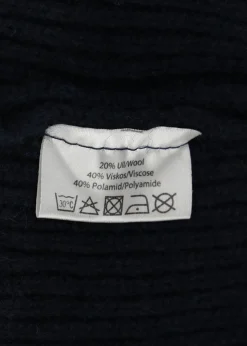 20% Ull/Wool
40% Viskos/Viscose
40% Polamid/Polyamide
30°C